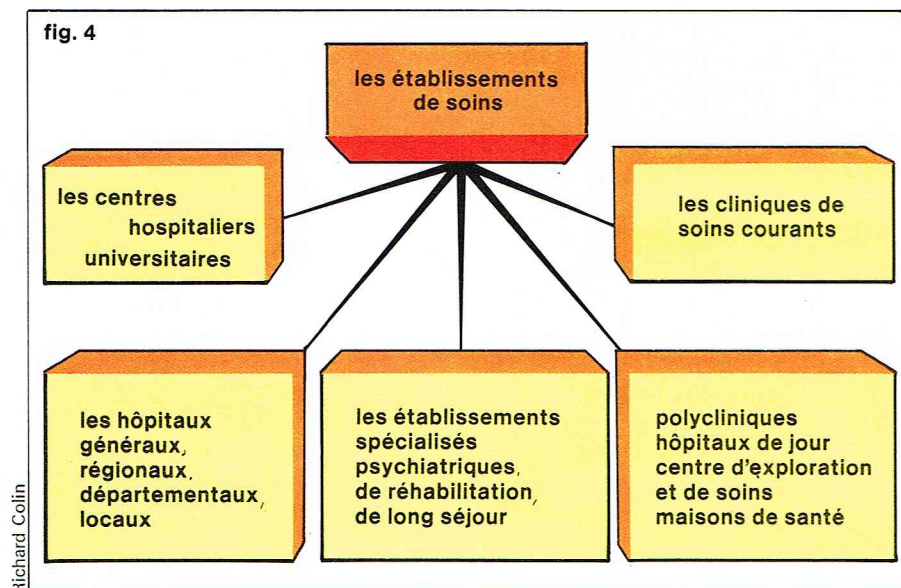 fig. 4
les établissements
de soins
les centres
hospitaliers
universitaires
les cliniques de
soins courants
les hôpitaux
généraux,
régionaux,
départementaux,
locaux
les établissements
spécialisés
psychiatriques,
de réhabilitation,
de long séjour
polycliniques
hôpitaux de jour
centre d'exploration
et de soins
maisons de santé
Richard Colin